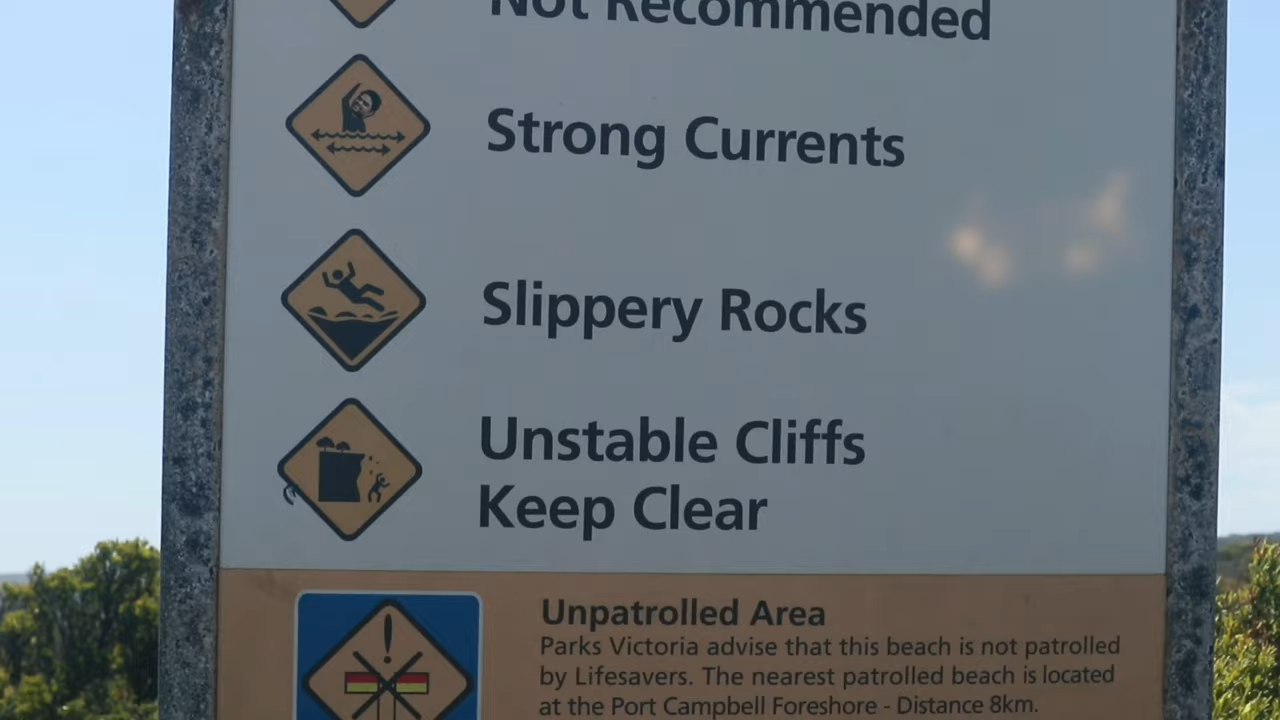 Not Recommended
Strong Currents
Slippery Rocks
Unstable Cliffs
Keep Clear
Unpatrolled Area
Parks Victoria advise that this beach is not patrolled
by Lifesavers. The nearest patrolled beach is located
at the Port Campbell Foreshore - Distance 8km.